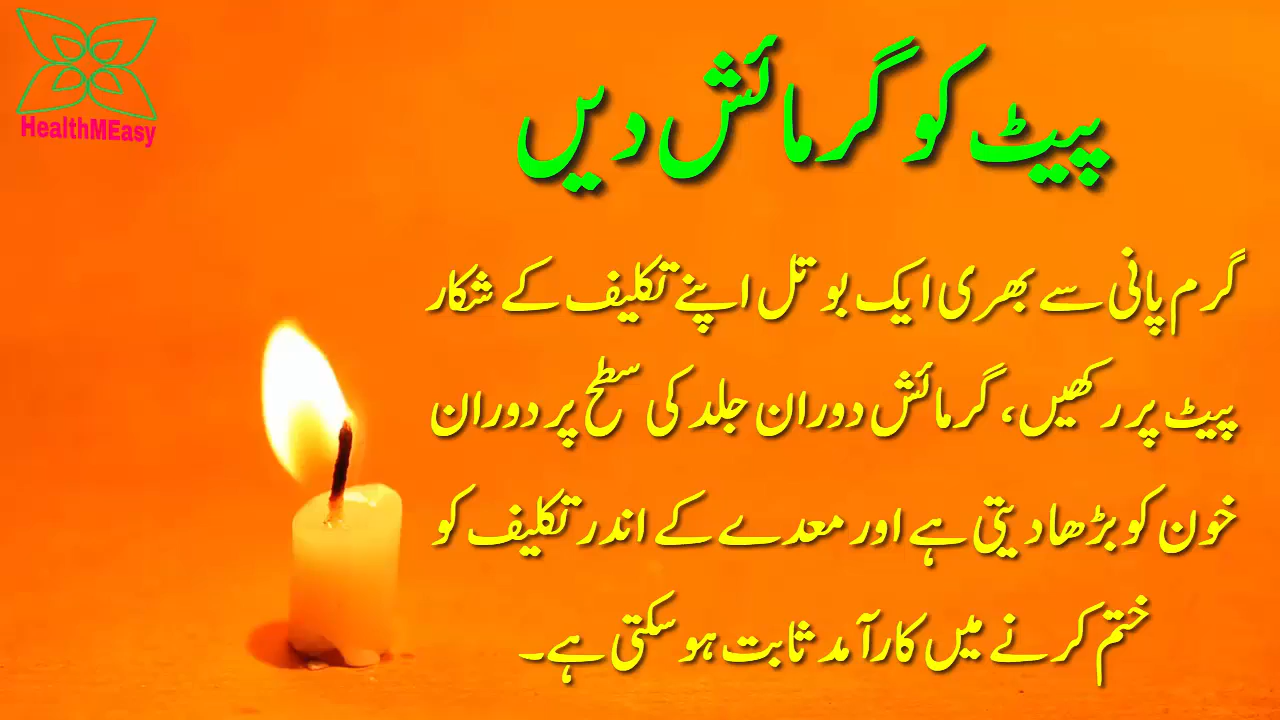 HealthMEasy
پیٹ کو گرمائش دیں
گرم پانی سے بھری ایک بوتل اپنے تکلیف کے شکار
پیٹ پر رکھیں، گرمائش دوران جلد کی سطح پر دوران
خون کو بڑھا دیتی ہے اور معدے کے اندر تکلیف کو
ختم کرنے میں کارآمد ثابت ہوسکتی ہے۔